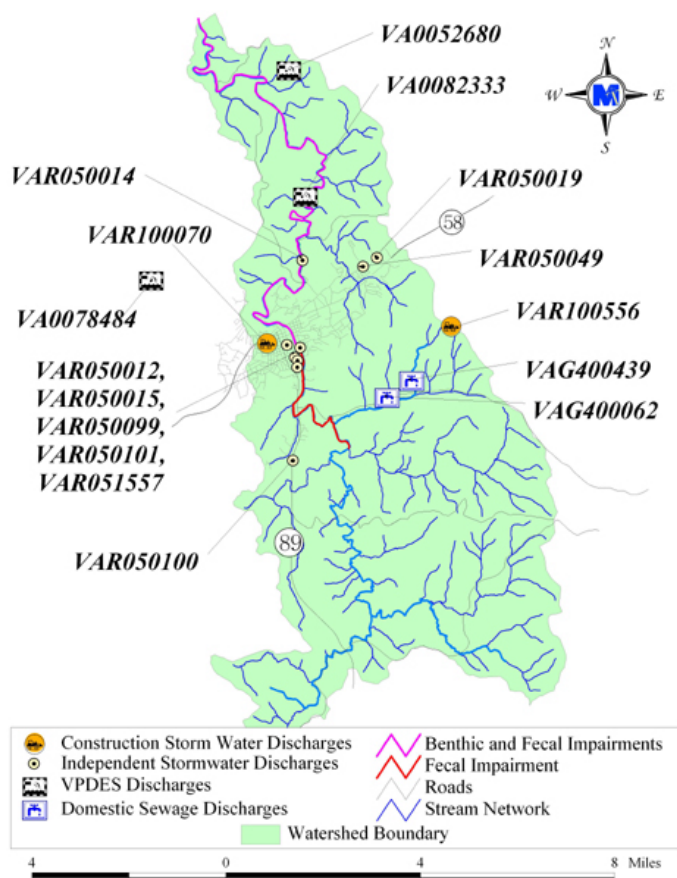 VA0052680
VA0082333
N
W
M
E
S
VAR050014
VAR050019
58
VAR100070
VAR050049
VA0078484
VAR100556
VAR050012,
VAR050015,
VAR050099,
VAR050101,
VAR051557
VAG400439
VAG400062
VAR050100
89
Construction Storm Water Discharges
Independent Stormwater Discharges
VPDES Discharges
Domestic Sewage Discharges
Benthic and Fecal Impairments
Fecal Impairment
Roads
Stream Network
Watershed Boundary
4 0 4 8 Miles